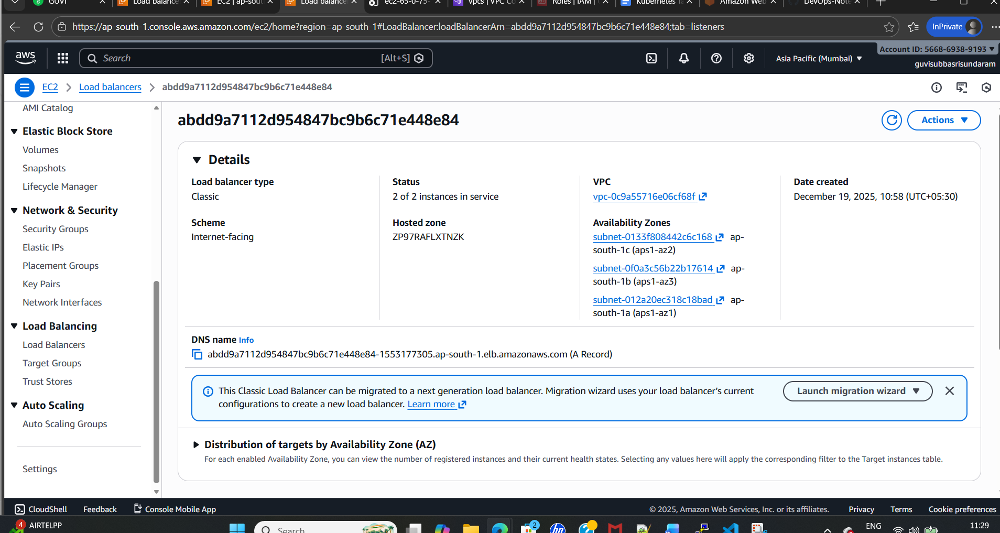 GUVI
Load balance
EC2 | ap-sout
Load balance
ec2-65-0-75-
vpcs | VPC Co
Roles | IAM |
Kubernetes Ta
Amazon Web
DevOps-Note
https://ap-south-1.console.aws.amazon.com/ec2/home?region=ap-south-1#LoadBalancer:loadBalancerArn=abdd9a7112d954847bc9b6c71e448e84;tab=listeners
InPrivate
aws
Search
[Alt+S]
Asia Pacific (Mumbai)
Account ID: 5668-6938-9193
guvisubbasrisundaram
EC2
Load balancers
abdd9a7112d954847bc9b6c71e448e84
AMI Catalog
Elastic Block Store
Volumes
Snapshots
Lifecycle Manager
Network & Security
Security Groups
Elastic IPs
Placement Groups
Key Pairs
Network Interfaces
Load Balancing
Load Balancers
Target Groups
Trust Stores
Auto Scaling
Auto Scaling Groups
Settings
abdd9a7112d954847bc9b6c71e448e84
Actions
Details
Load balancer type
Classic
Scheme
Internet-facing
Status
2 of 2 instances in service
Hosted zone
ZP97RAFLXTNZK
VPC
vpc-0c9a55716e06cf68f
Availability Zones
subnet-0133f808442c6c168 ap-
south-1c (aps1-az2)
subnet-0f0a3c56b22b17614 ap-
south-1b (aps1-az3)
subnet-012a20ec318c18bad ap-
south-1a (aps1-az1)
Date created
December 19, 2025, 10:58 (UTC+05:30)
DNS name Info
abdd9a7112d954847bc9b6c71e448e84-1553177305.ap-south-1.elb.amazonaws.com (A Record)
This Classic Load Balancer can be migrated to a next generation load balancer. Migration wizard uses your load balancer's current
configurations to create a new load balancer. Learn more
Launch migration wizard
Distribution of targets by Availability Zone (AZ)
For each enabled Availability Zone, you can view the number of registered instances and their current health states. Selecting any values here will apply the corresponding filter to the Target instances table.
CloudShell
Feedback
Console Mobile App
© 2025, Amazon Web Services, Inc. or its affiliates.
Privacy
Terms
Cookie preferences
4
AIRTELPP
Search
2
hp
ENG
11:29